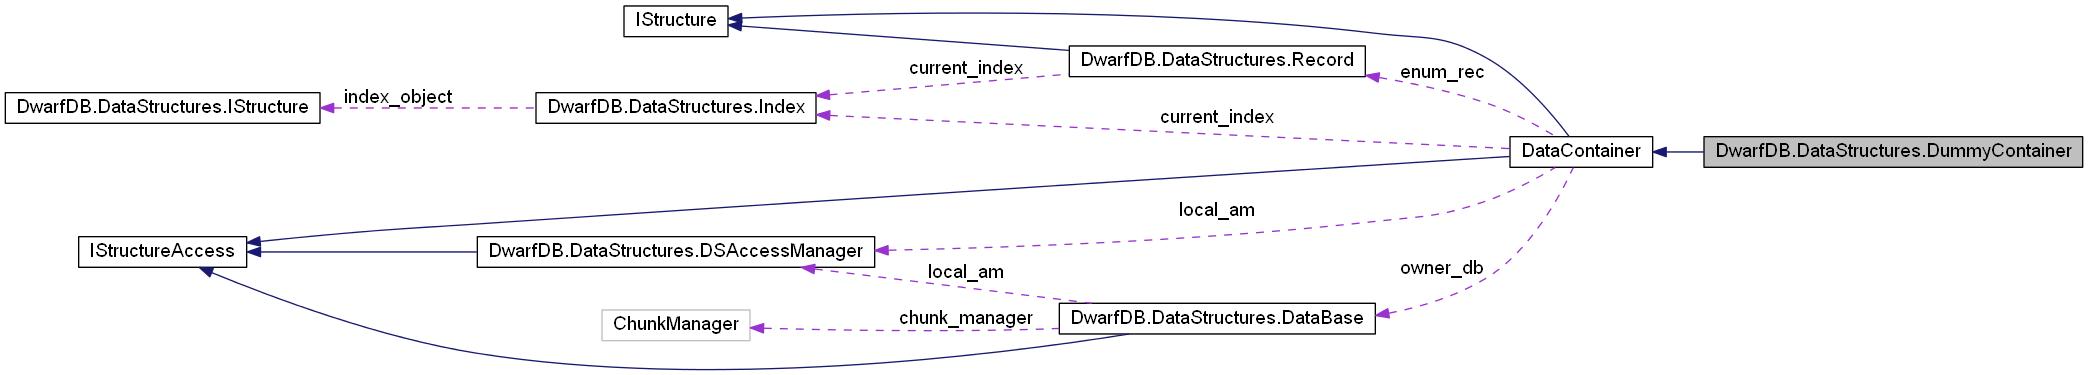 IStructure
DwarfDB.DataStructures.Record
current_index
enum_rec
index_object
DwarfDB.DataStructures.IStructure
DwarfDB.DataStructures.Index
current_index
DataContainer
DwarfDB.DataStructures.DummyContainer
local_am
IStructureAccess
DwarfDB.DataStructures.DSAccessManager
local_am
owner_db
ChunkManager
chunk_manager
DwarfDB.DataStructures.DataBase